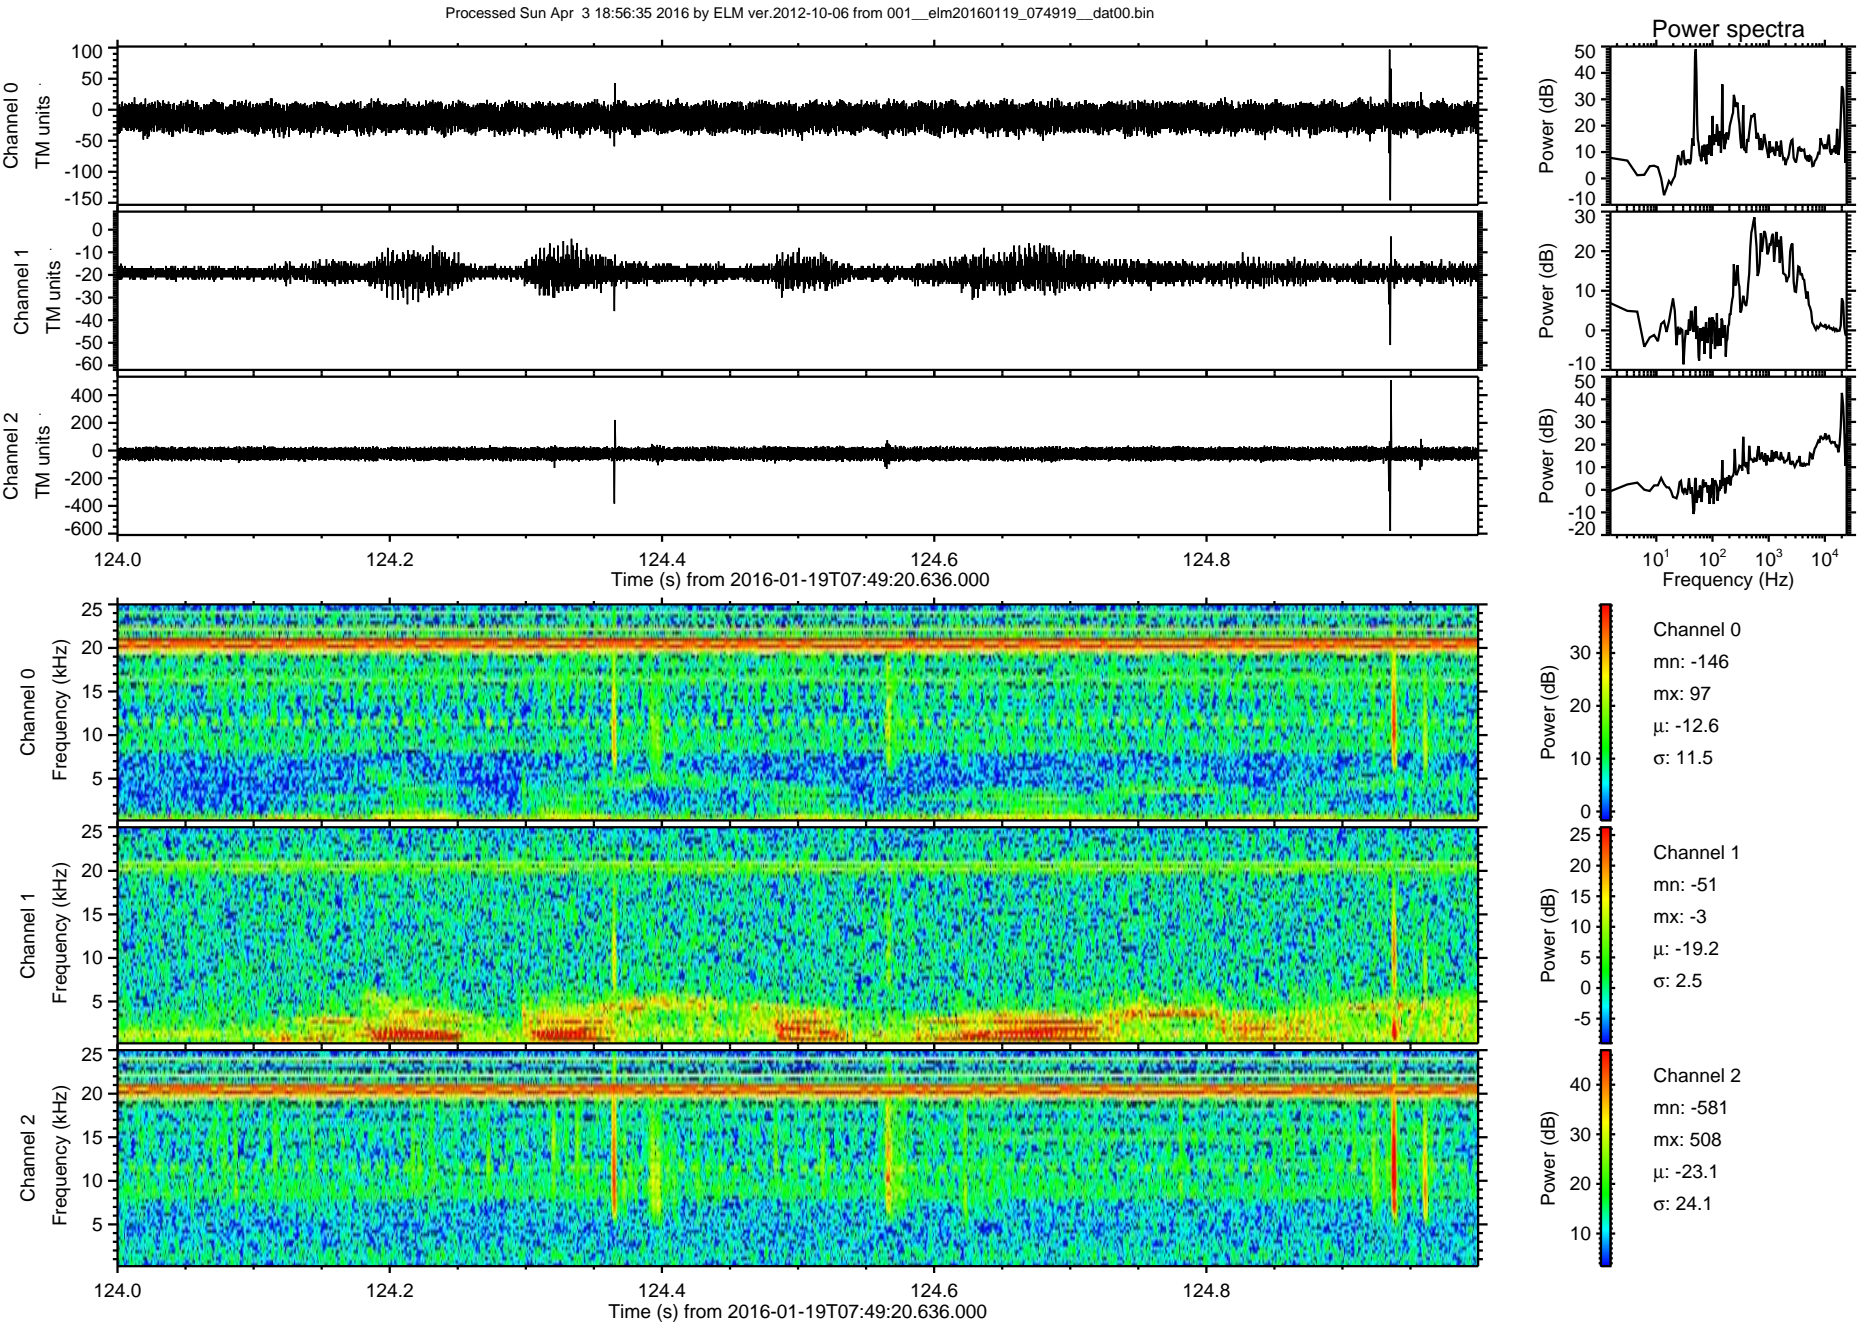 Processed Sun Apr  3 18:56:35 2016 by ELM ver.2012-10-06 from 001__elm20160119_074919__dat00.bin
Power spectra
Channel 0
TM units
100
50
0
-50
-100
-150
Power (dB)
50
40
30
20
10
0
-10
Channel 1
TM units
0
-10
-20
-30
-40
-50
-60
Power (dB)
30
20
10
0
-10
Channel 2
TM units
400
200
0
-200
-400
-600
Power (dB)
50
40
30
20
10
0
-10
-20
124.0 124.2 124.4 124.6 124.8
Time (s) from 2016-01-19T07:49:20.636.000
10¹ 10² 10³ 10⁴
Frequency (Hz)
Channel 0
Frequency (kHz)
25
20
15
10
5
Power (dB)
30
20
10
0
Channel 0
mn: -146
mx: 97
μ: -12.6
σ: 11.5
Channel 1
Frequency (kHz)
25
20
15
10
5
Power (dB)
25
20
15
10
5
0
-5
Channel 1
mn: -51
mx: -3
μ: -19.2
σ: 2.5
Channel 2
Frequency (kHz)
25
20
15
10
5
Power (dB)
40
30
20
10
Channel 2
mn: -581
mx: 508
μ: -23.1
σ: 24.1
124.0 124.2 124.4 124.6 124.8
Time (s) from 2016-01-19T07:49:20.636.000